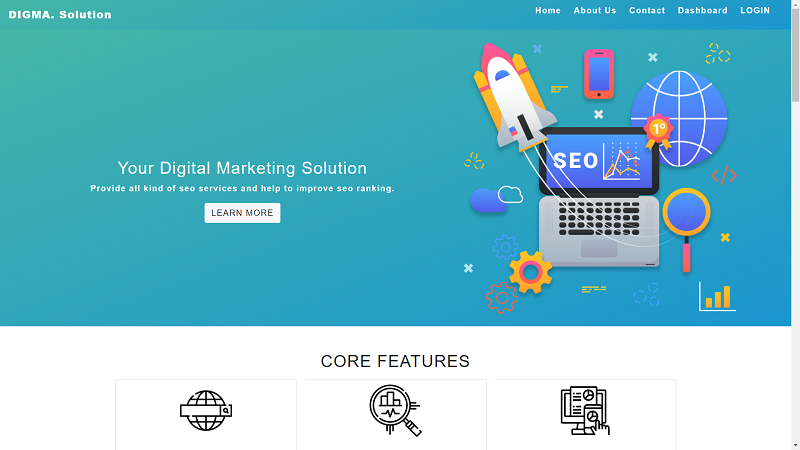 DIGMA. Solution
Home About Us Contact Dashboard LOGIN
SEO
1º
Your Digital Marketing Solution
Provide all kind of seo services and help to improve seo ranking.
LEARN MORE
CORE FEATURES